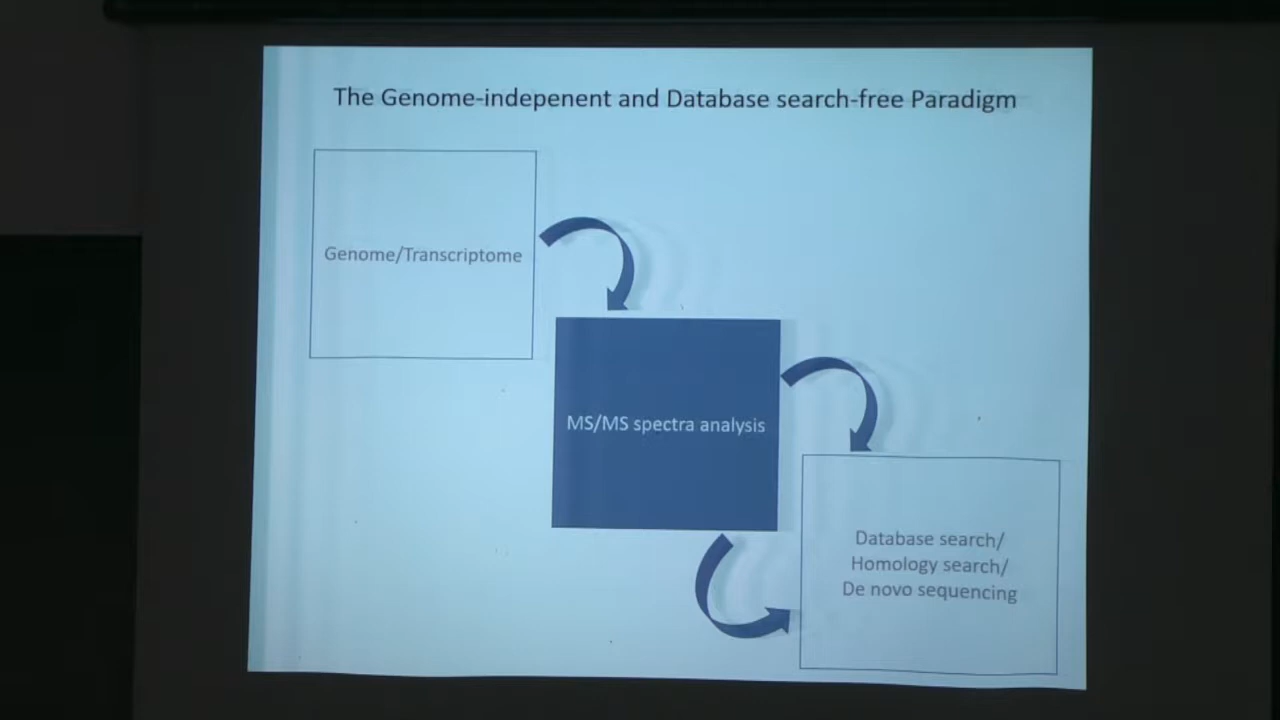 The Genome-indepenent and Database search-free Paradigm
Genome/Transcriptome
MS/MS spectra analysis
Database search/
Homology search/
De novo sequencing